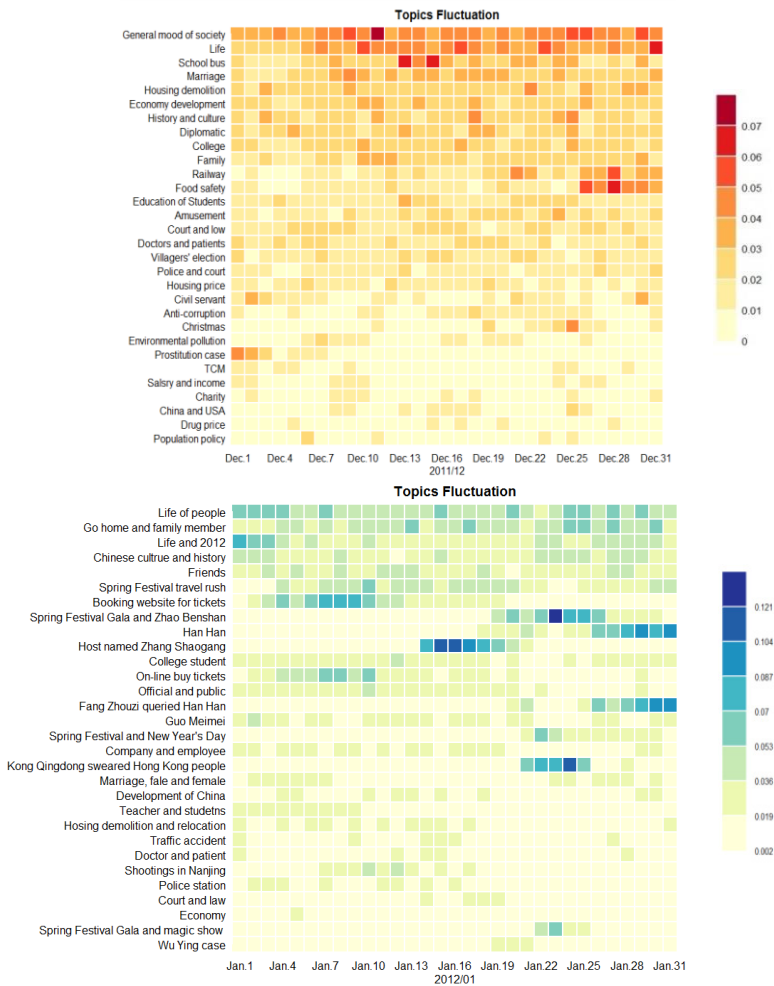 Topics Fluctuation
General mood of society
Life
School bus
Marriage
Housing demolition
Economy development
History and culture
Diplomatic
College
Family
Railway
Food safety
Education of Students
Amusement
Court and low
Doctors and patients
Villagers' election
Police and court
Housing price
Civil servant
Anti-corruption
Christmas
Environmental pollution
Prostitution case
TCM
Salsry and income
Charity
China and USA
Drug price
Population policy
Dec.1 Dec.4 Dec.7 Dec.10 Dec.13 Dec.16 Dec.19 Dec.22 Dec.25 Dec.28 Dec.31
2011/12
0.07
0.06
0.05
0.04
0.03
0.02
0.01
0
Topics Fluctuation
Life of people
Go home and family member
Life and 2012
Chinese cultrue and history
Friends
Spring Festival travel rush
Booking website for tickets
Spring Festival Gala and Zhao Benshan
Han Han
Host named Zhang Shaogang
College student
On-line buy tickets
Official and public
Fang Zhouzi queried Han Han
Guo Meimei
Spring Festival and New Year's Day
Company and employee
Kong Qingdong sweared Hong Kong people
Marriage, fale and female
Development of China
Teacher and studetns
Hosing demolition and relocation
Traffic accident
Doctor and patient
Shootings in Nanjing
Police station
Court and law
Economy
Spring Festival Gala and magic show
Wu Ying case
Jan.1 Jan.4 Jan.7 Jan.10 Jan.13 Jan.16 Jan.19 Jan.22 Jan.25 Jan.28 Jan.31
2012/01
0.121
0.104
0.087
0.07
0.053
0.036
0.019
0.002